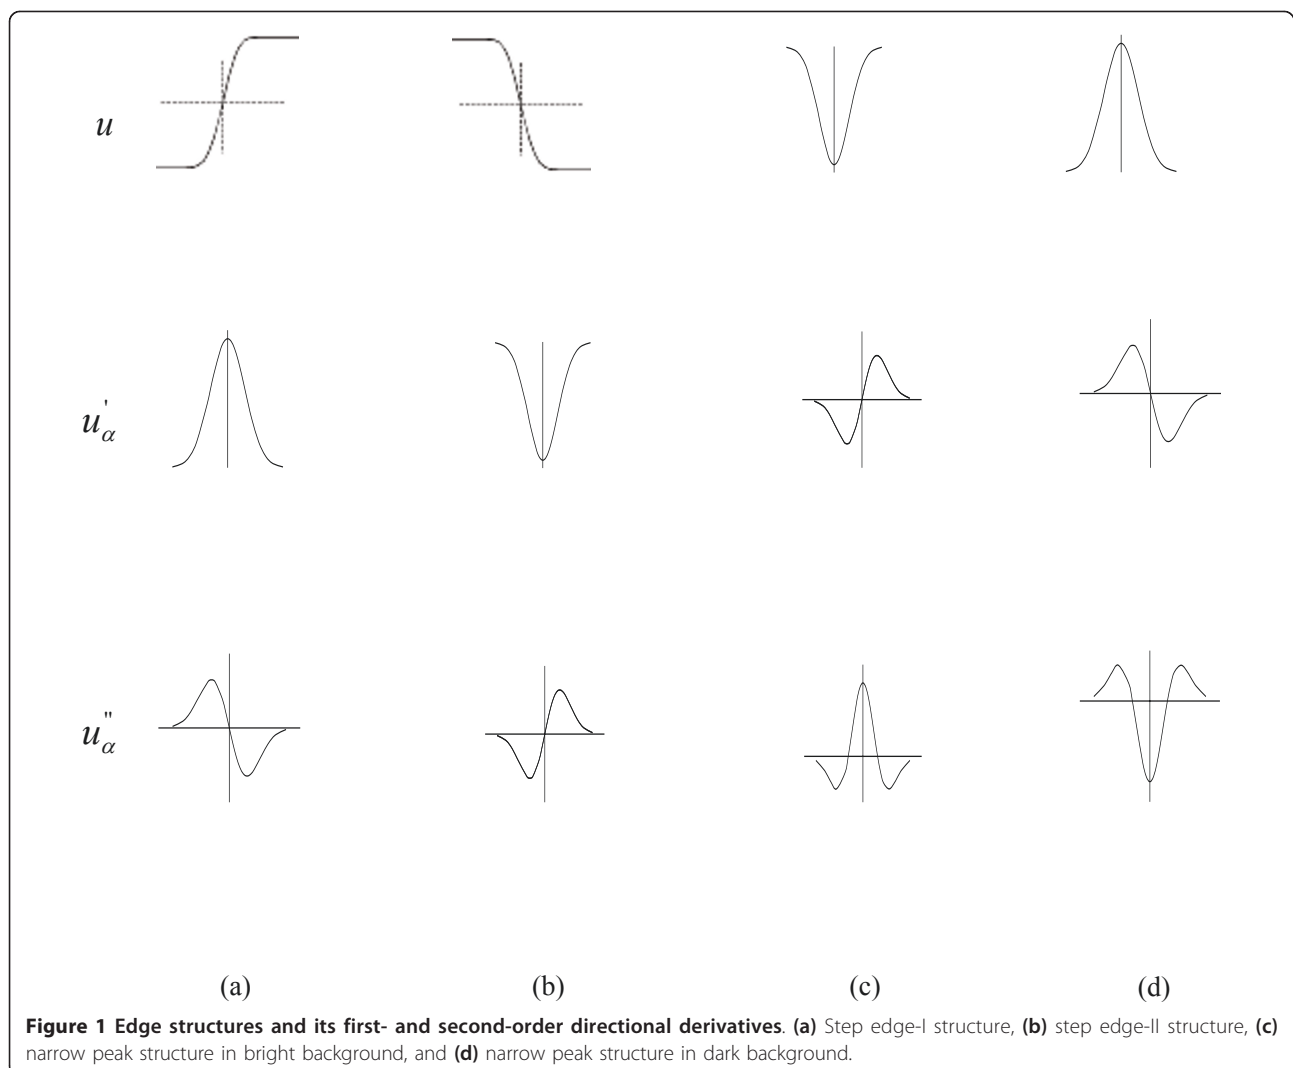 u
u'α
u"α
(a) (b) (c) (d)
Figure 1 Edge structures and its first- and second-order directional derivatives. (a) Step edge-I structure, (b) step edge-II structure, (c)
narrow peak structure in bright background, and (d) narrow peak structure in dark background.